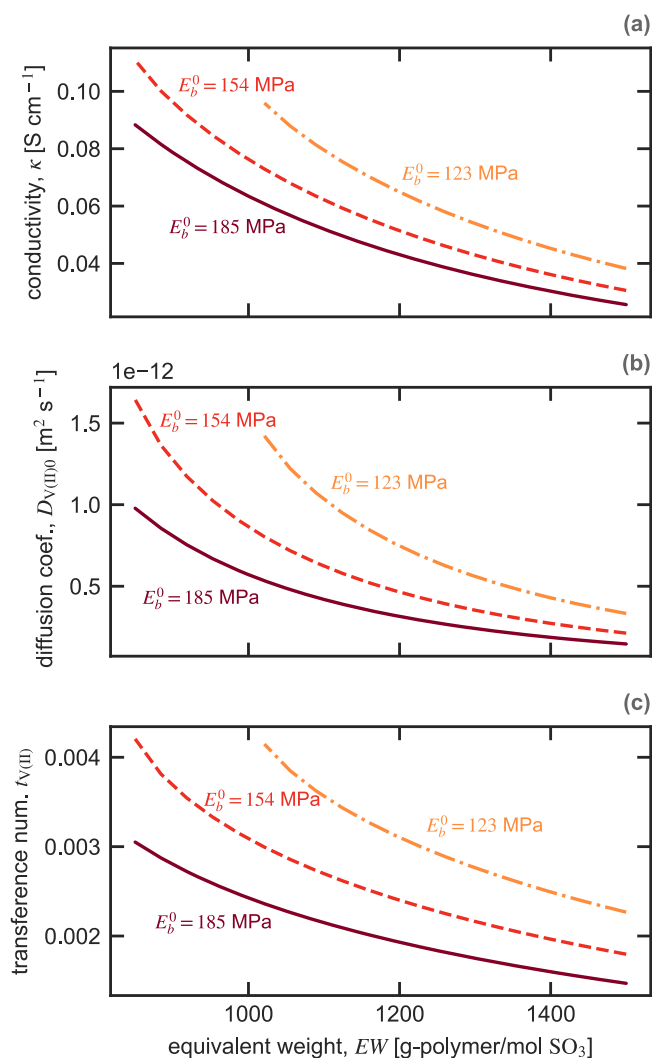 (a)
conductivity, κ [S cm⁻¹]
0.10
0.08
0.06
0.04
E_b^0 = 154 MPa
E_b^0 = 123 MPa
E_b^0 = 185 MPa
(b)
1e−12
diffusion coef., D_V(II)0 [m² s⁻¹]
1.5
1.0
0.5
E_b^0 = 154 MPa
E_b^0 = 123 MPa
E_b^0 = 185 MPa
(c)
transference num. t_V(II)
0.004
0.003
0.002
E_b^0 = 154 MPa
E_b^0 = 123 MPa
E_b^0 = 185 MPa
1000 1200 1400
equivalent weight, EW [g-polymer/mol SO₃]